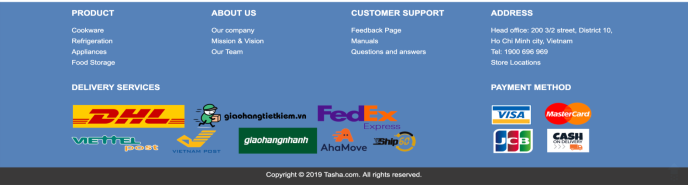 PRODUCT
Cookware
Refrigeration
Appliances
Food Storage
ABOUT US
Our company
Mission & Vision
Our Team
CUSTOMER SUPPORT
Feedback Page
Manuals
Questions and answers
ADDRESS
Head office: 200 3/2 street, District 10,
Ho Chi Minh city, Vietnam
Tel: 1900 696 969
Store Locations
DELIVERY SERVICES
DHL
giaohangtietkiem.vn
FedEx
Express
VIETTEL
post
VIETNAM POST
giaohangnhanh
AhaMove
Ship60
PAYMENT METHOD
VISA
MasterCard
JCB
CASH
ON DELIVERY
Copyright © 2019 Tasha.com. All rights reserved.